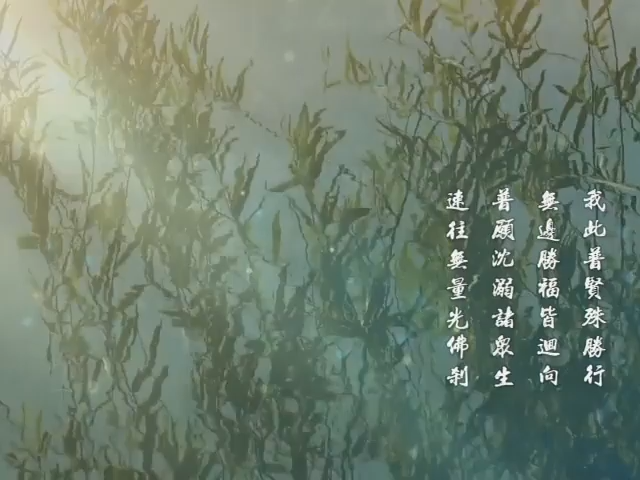 我此普賢殊勝行
無邊勝福皆迴向
普願沈溺諸眾生
速往無量光佛剎